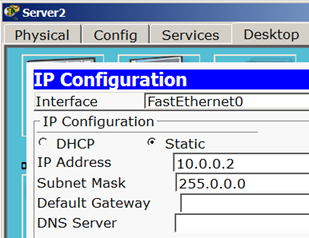 Server2
Physical Config Services Desktop
IP Configuration
Interface FastEthernet0
IP Configuration
DHCP Static
IP Address 10.0.0.2
Subnet Mask 255.0.0.0
Default Gateway
DNS Server